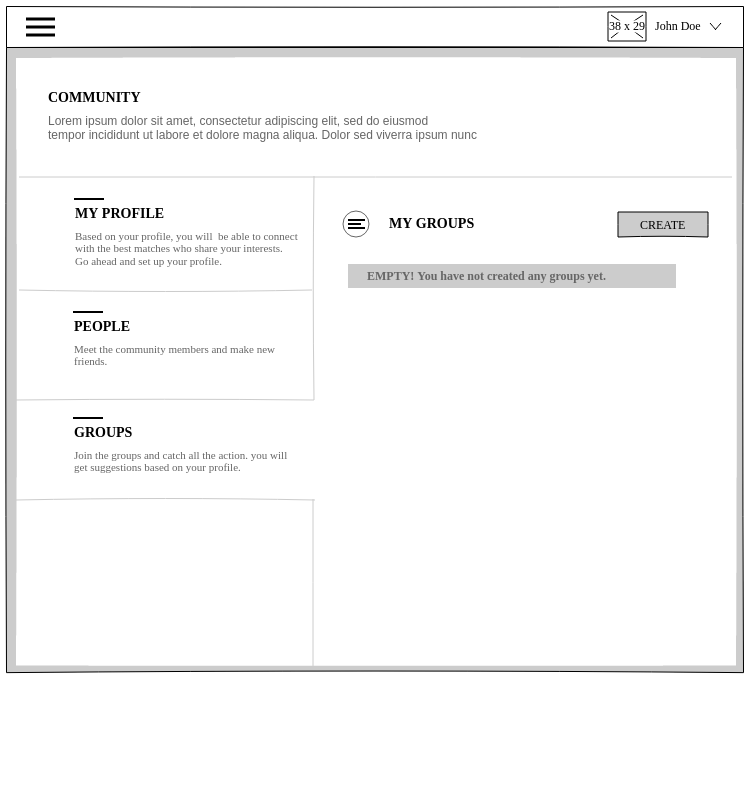 38 x 29 John Doe
COMMUNITY
Lorem ipsum dolor sit amet, consectetur adipiscing elit, sed do eiusmod
tempor incididunt ut labore et dolore magna aliqua. Dolor sed viverra ipsum nunc
MY PROFILE
Based on your profile, you will  be able to connect
with the best matches who share your interests.
Go ahead and set up your profile.
PEOPLE
Meet the community members and make new
friends.
GROUPS
Join the groups and catch all the action. you will
get suggestions based on your profile.
MY GROUPS
CREATE
EMPTY! You have not created any groups yet.